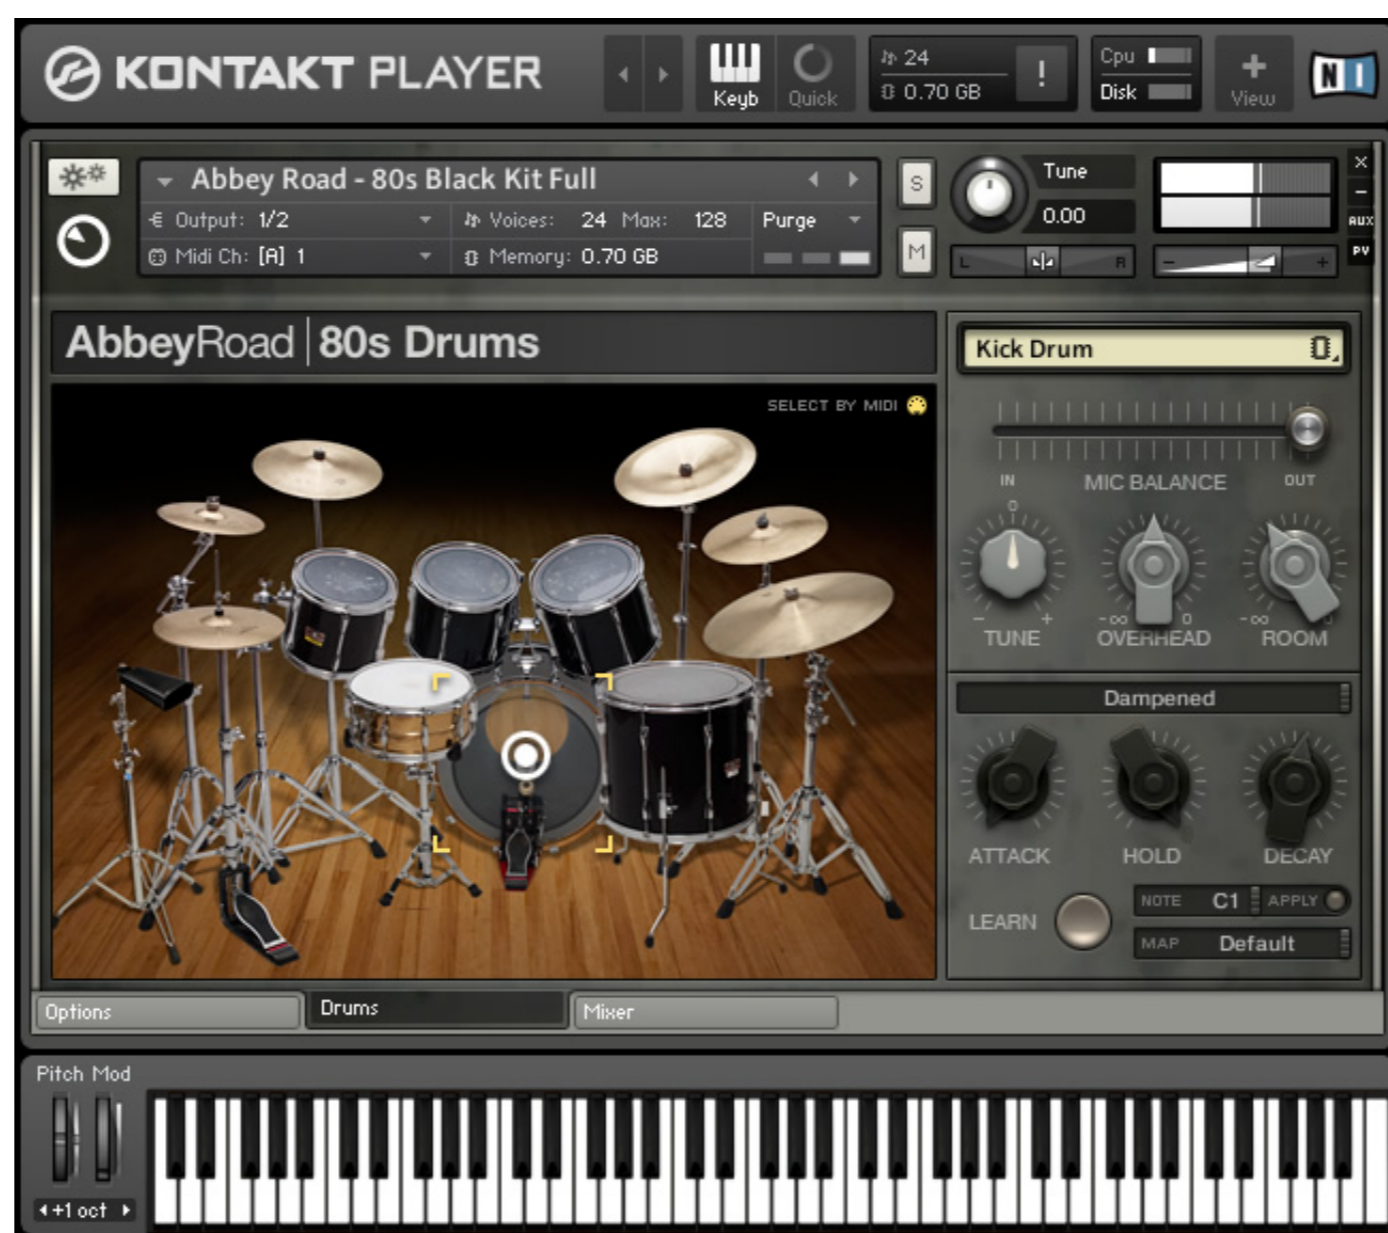 KONTAKT PLAYER
Keyb
Quick
24
0.70 GB
!
Cpu
Disk
View
NI
Abbey Road - 80s Black Kit Full
Output: 1/2
Voices: 24 Max: 128
Purge
Midi Ch: [A] 1
Memory: 0.70 GB
S
M
Tune
0.00
L
R
- +
×
–
AUX
PV
AbbeyRoad | 80s Drums
SELECT BY MIDI
Kick Drum
IN
MIC BALANCE
OUT
0
- +
TUNE
-∞ 0
OVERHEAD
-∞
ROOM
Dampened
ATTACK
HOLD
DECAY
LEARN
NOTE C1 APPLY
MAP Default
Options
Drums
Mixer
Pitch Mod
+1 oct